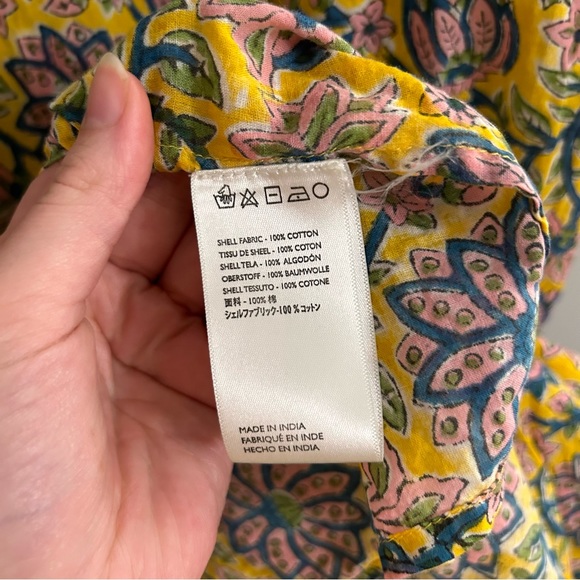 SHELL FABRIC - 100% COTTON
TISSU DE SHEEL - 100% COTON
SHELL TELA - 100% ALGODÓN
OBERSTOFF - 100% BAUMWOLLE
SHELL TESSUTO - 100% COTONE
面料 - 100% 棉
シェルファブリック - 100% コットン
MADE IN INDIA
FABRIQUÉ EN INDE
HECHO EN INDIA